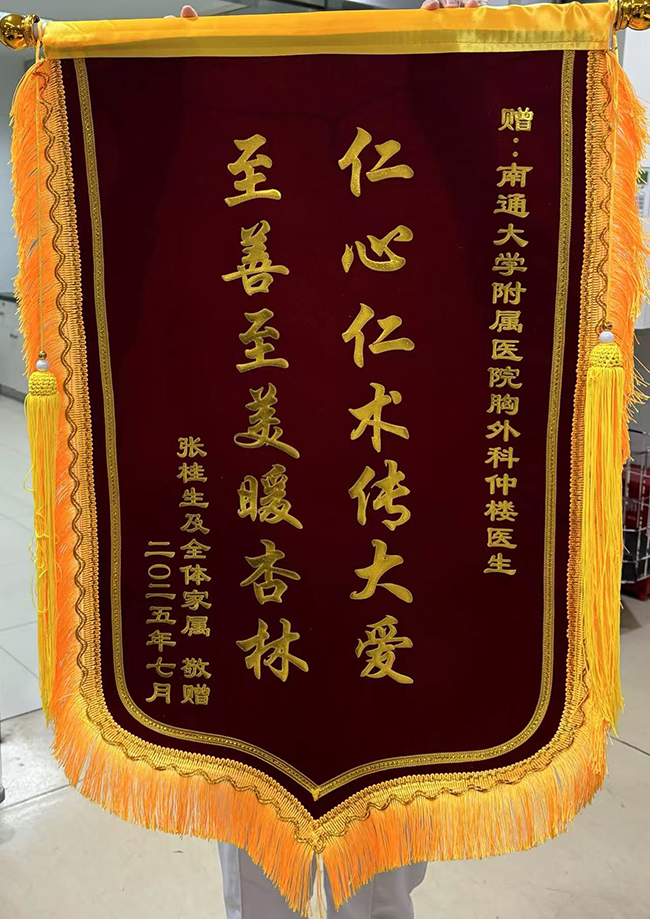 赠：南通大学附属医院胸外科仲楼医生
仁心仁术传大爱
至善至美暖杏林
张桂生及全体家属 敬赠
二〇二五年七月